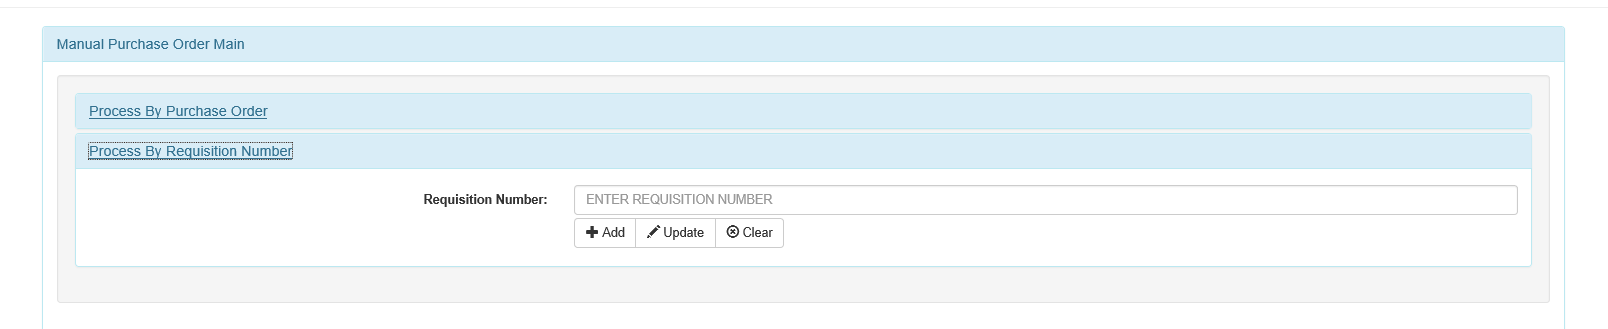 Manual Purchase Order Main
Process By Purchase Order
Process By Requisition Number
Requisition Number: ENTER REQUISITION NUMBER
Add Update Clear